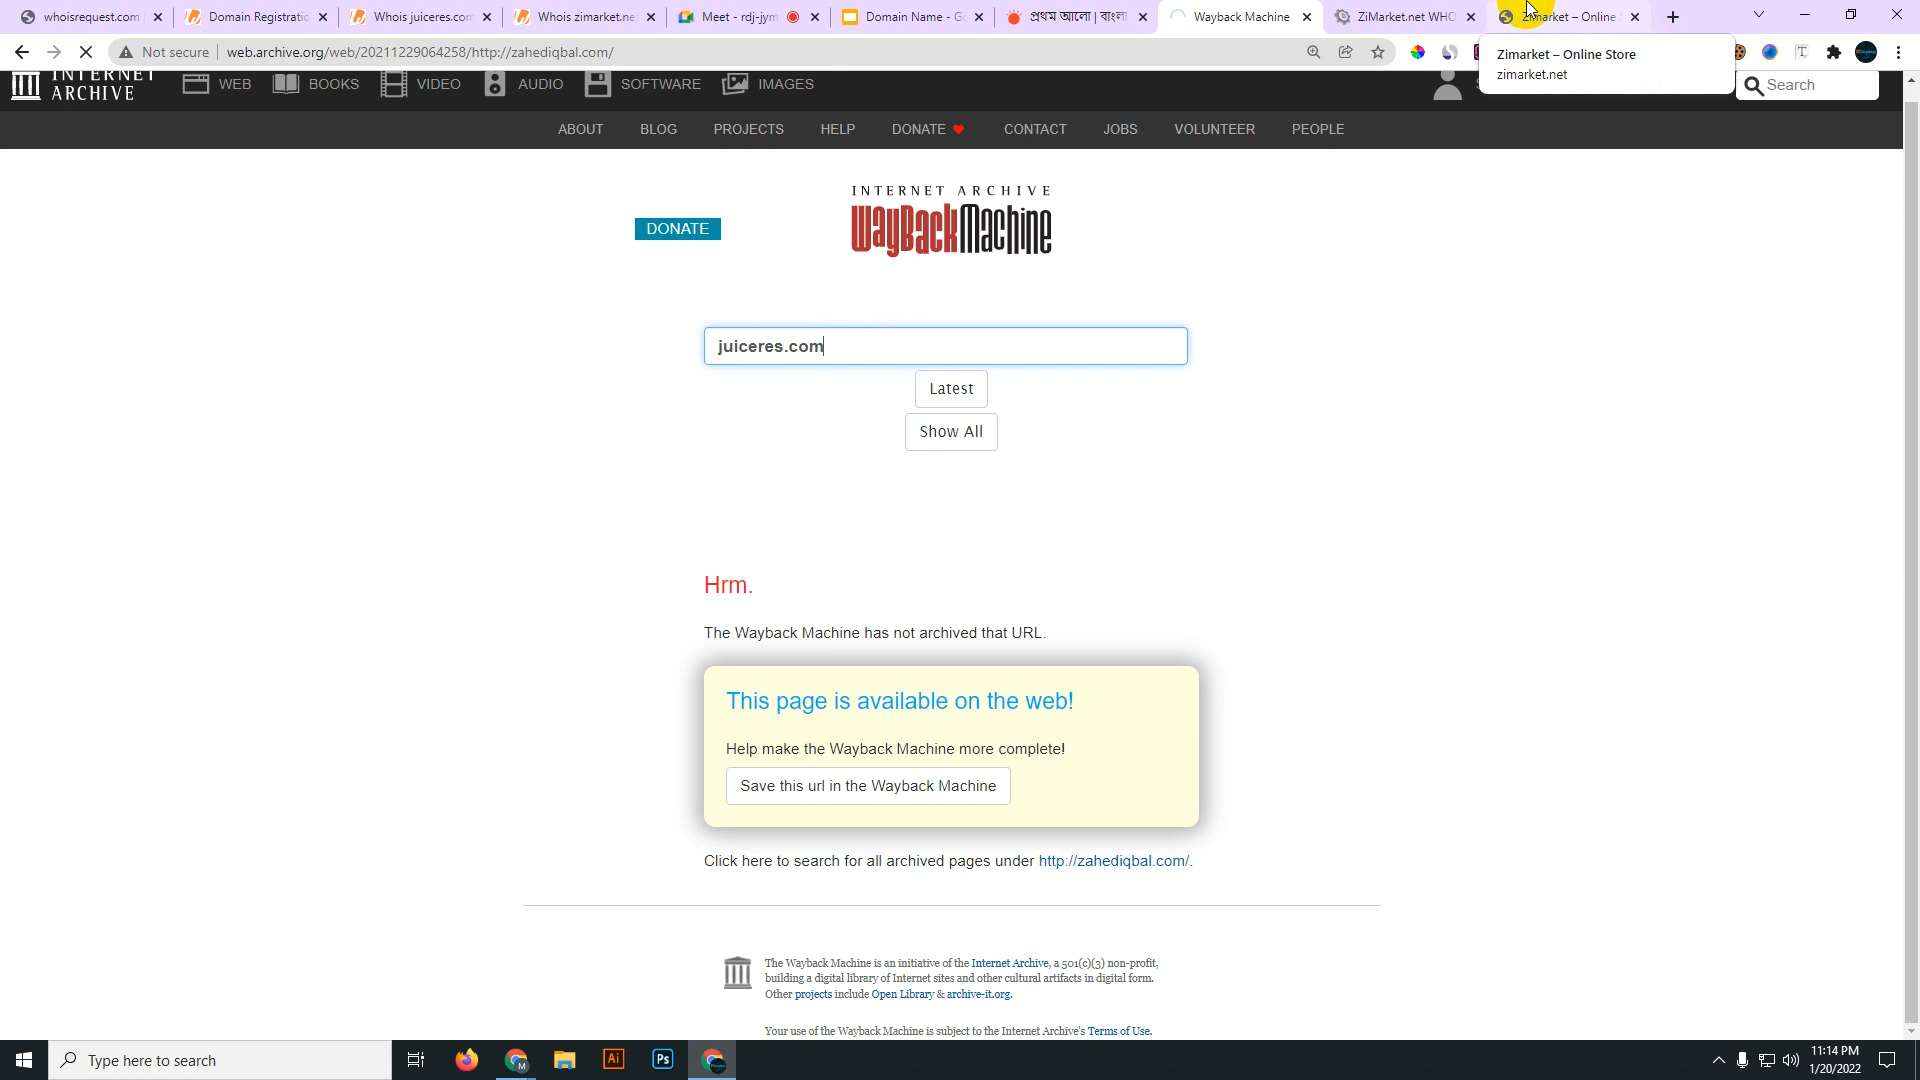 whoisrequest.com
Domain Registratio
Whois juiceres.com
Whois zimarket.net
Meet - rdj-jym
Domain Name - Go
প্রথম আলো | বাংলা
Wayback Machine
ZiMarket.net WHO
Zimarket – Online
Not secure
web.archive.org/web/20211229064258/http://zahediqbal.com/
Zimarket – Online Store
zimarket.net
INTERNET
ARCHIVE
WEB
BOOKS
VIDEO
AUDIO
SOFTWARE
IMAGES
Search
ABOUT
BLOG
PROJECTS
HELP
DONATE
CONTACT
JOBS
VOLUNTEER
PEOPLE
DONATE
INTERNET ARCHIVE
WayBackMachine
juiceres.com
Latest
Show All
Hrm.
The Wayback Machine has not archived that URL.
This page is available on the web!
Help make the Wayback Machine more complete!
Save this url in the Wayback Machine
Click here to search for all archived pages under http://zahediqbal.com/.
The Wayback Machine is an initiative of the Internet Archive, a 501(c)(3) non-profit,
building a digital library of Internet sites and other cultural artifacts in digital form.
Other projects include Open Library & archive-it.org.
Your use of the Wayback Machine is subject to the Internet Archive's Terms of Use.
Type here to search
Ai
Ps
11:14 PM
1/20/2022